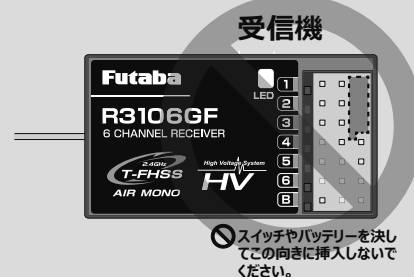 受信機
Futaba
LED
R3106GF
6 CHANNEL RECEIVER
2.4GHz
T-FHSS
AIR MONO
High Voltage System
HV
1
2
3
4
5
6
B
スイッチやバッテリーを決し
てこの向きに挿入しないで
ください。